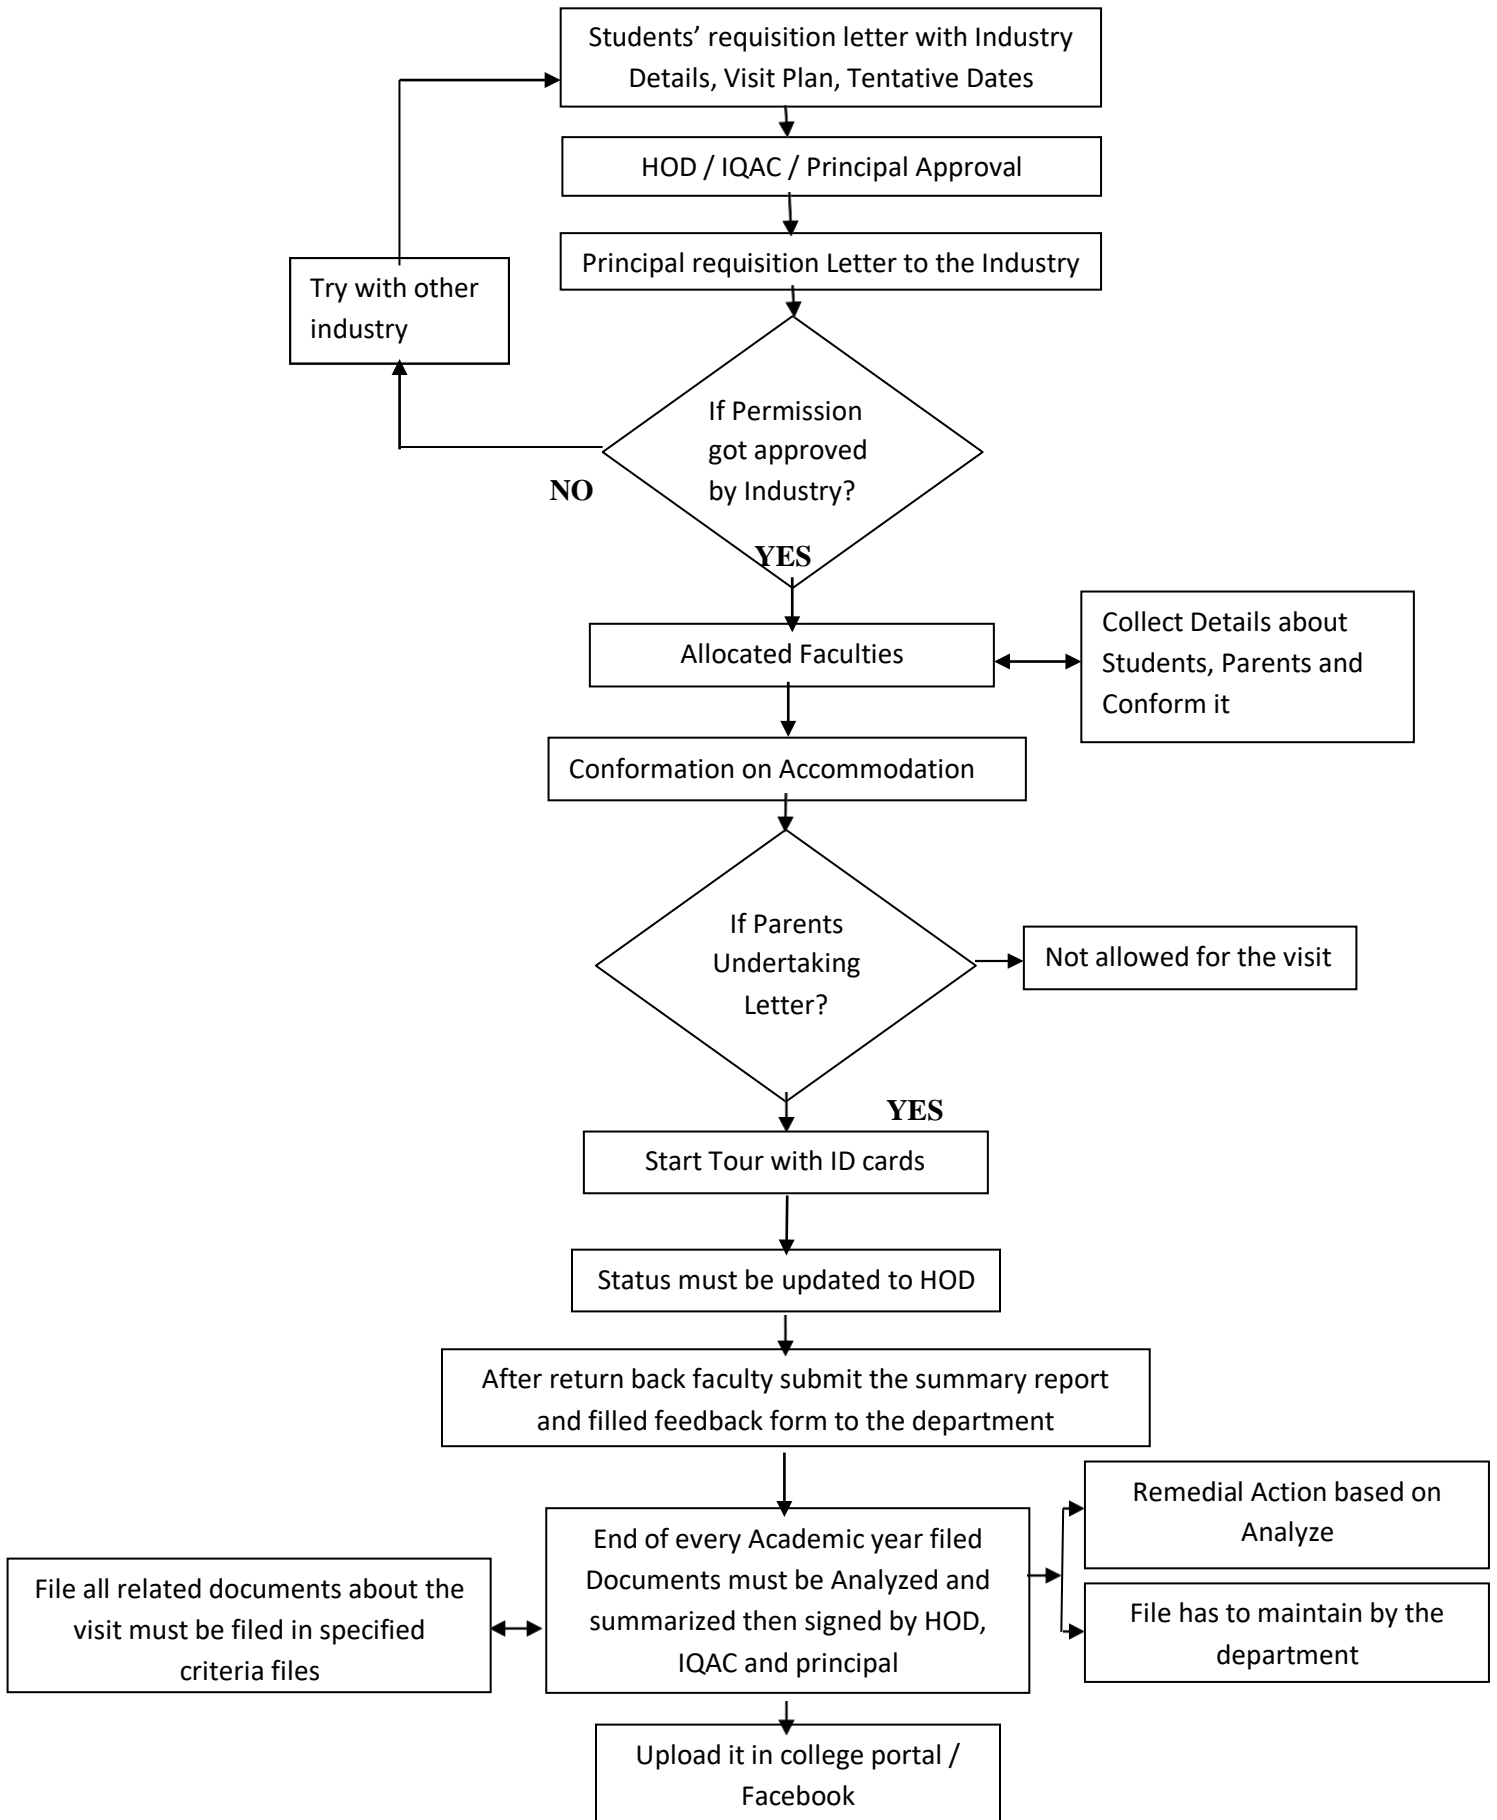 Students’ requisition letter with Industry
Details, Visit Plan, Tentative Dates
HOD / IQAC / Principal Approval
Principal requisition Letter to the Industry
Try with other
industry
If Permission
got approved
by Industry?
NO
YES
Allocated Faculties
Collect Details about
Students, Parents and
Conform it
Conformation on Accommodation
If Parents
Undertaking
Letter?
Not allowed for the visit
YES
Start Tour with ID cards
Status must be updated to HOD
After return back faculty submit the summary report
and filled feedback form to the department
End of every Academic year filed
Documents must be Analyzed and
summarized then signed by HOD,
IQAC and principal
Remedial Action based on
Analyze
File has to maintain by the
department
File all related documents about the
visit must be filed in specified
criteria files
Upload it in college portal /
Facebook